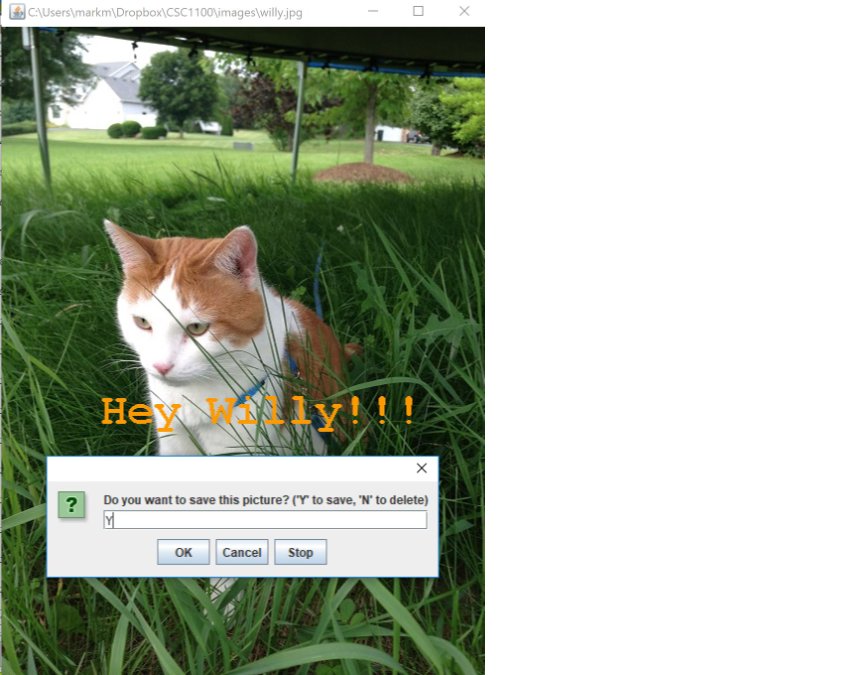 C:\Users\markm\Dropbox\CSC1100\images\willy.jpg
Hey Willy!!!
?
Do you want to save this picture? ('Y' to save, 'N' to delete)
Y
OK Cancel Stop